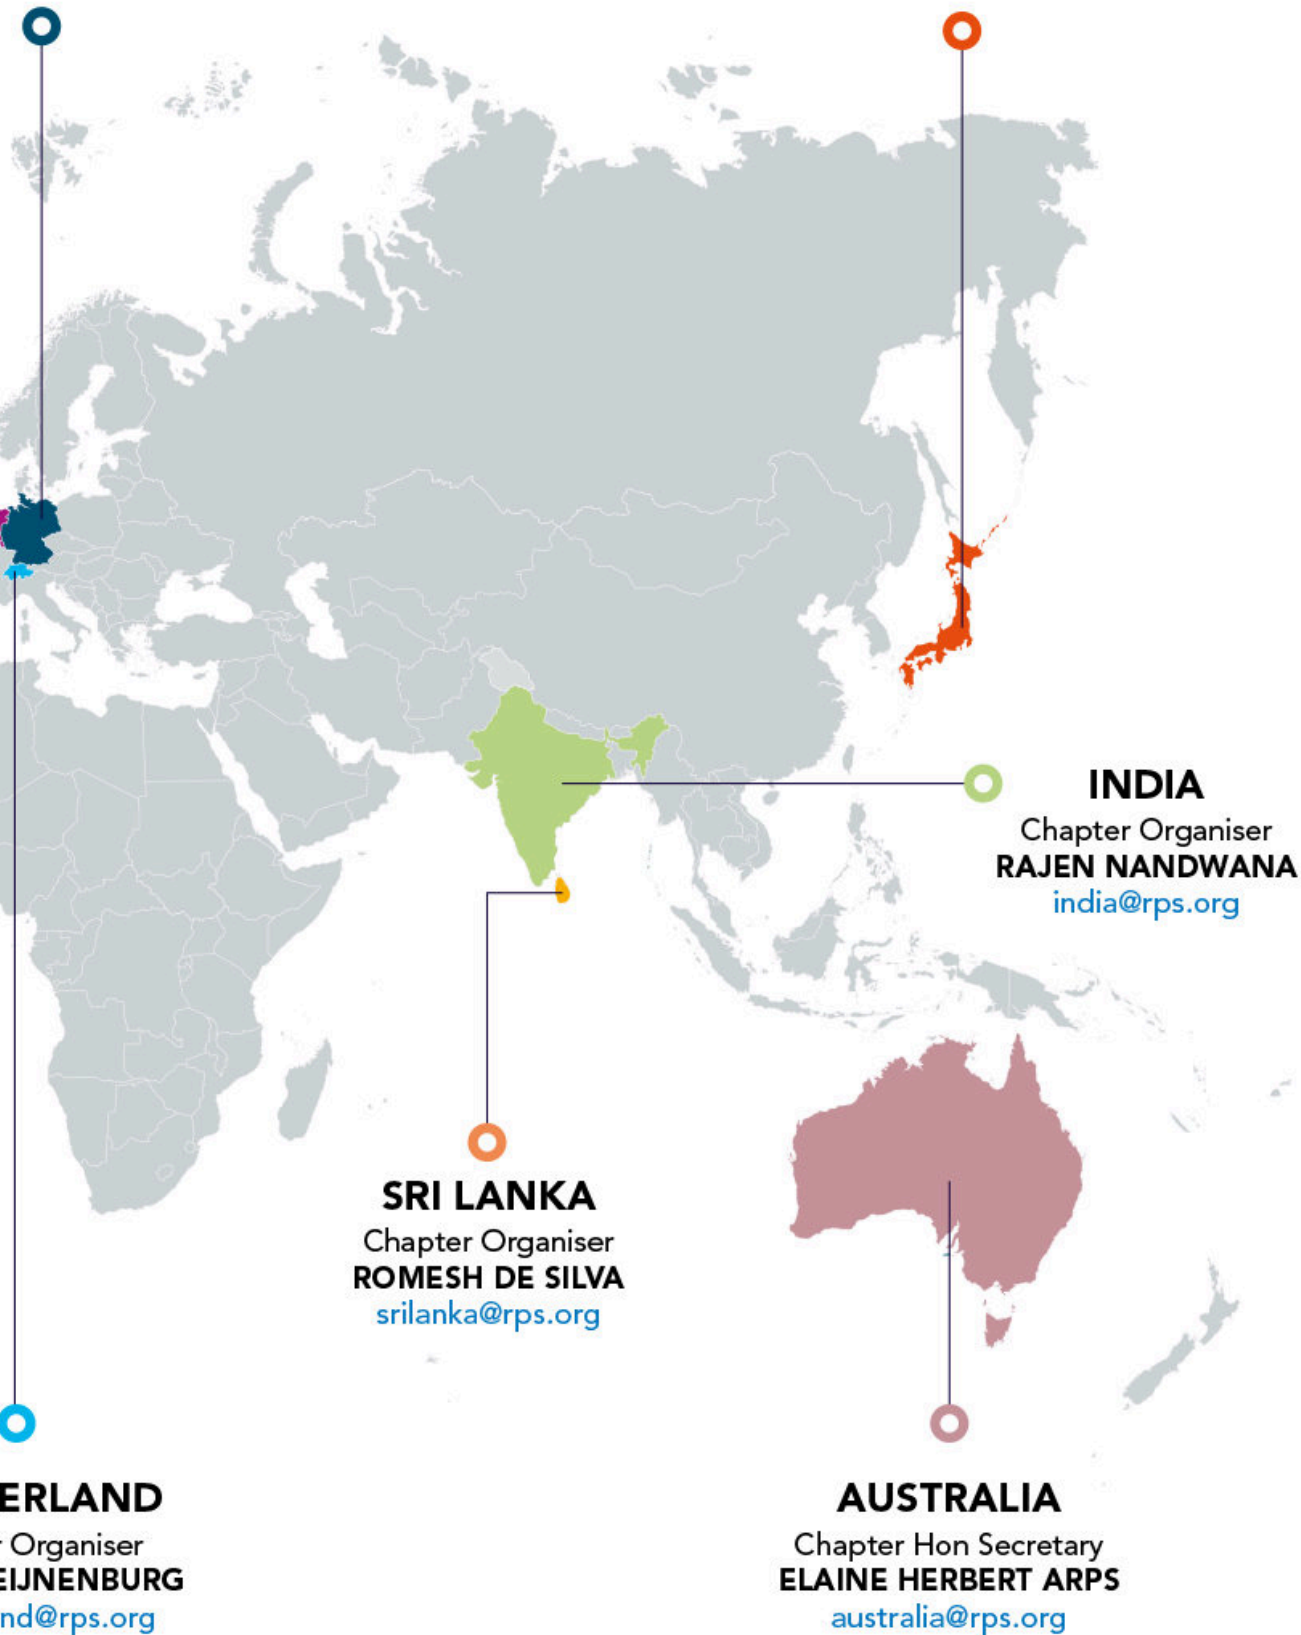 INDIA
Chapter Organiser
RAJEN NANDWANA
india@rps.org
SRI LANKA
Chapter Organiser
ROMESH DE SILVA
srilanka@rps.org
ERLAND
Organiser
EIJNENBURG
nd@rps.org
AUSTRALIA
Chapter Hon Secretary
ELAINE HERBERT ARPS
australia@rps.org